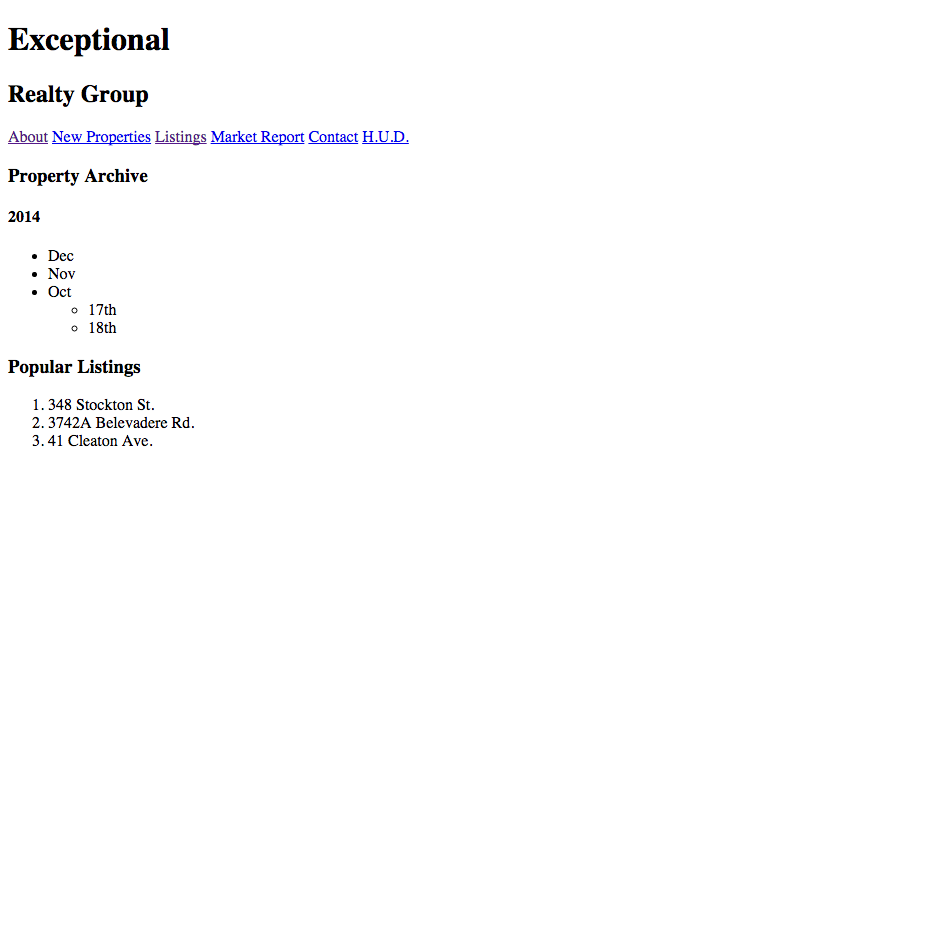 Exceptional
Realty Group
About New Properties Listings Market Report Contact H.U.D.
Property Archive
2014
Dec
Nov
Oct
17th
18th
Popular Listings
1. 348 Stockton St.
2. 3742A Belevadere Rd.
3. 41 Cleaton Ave.